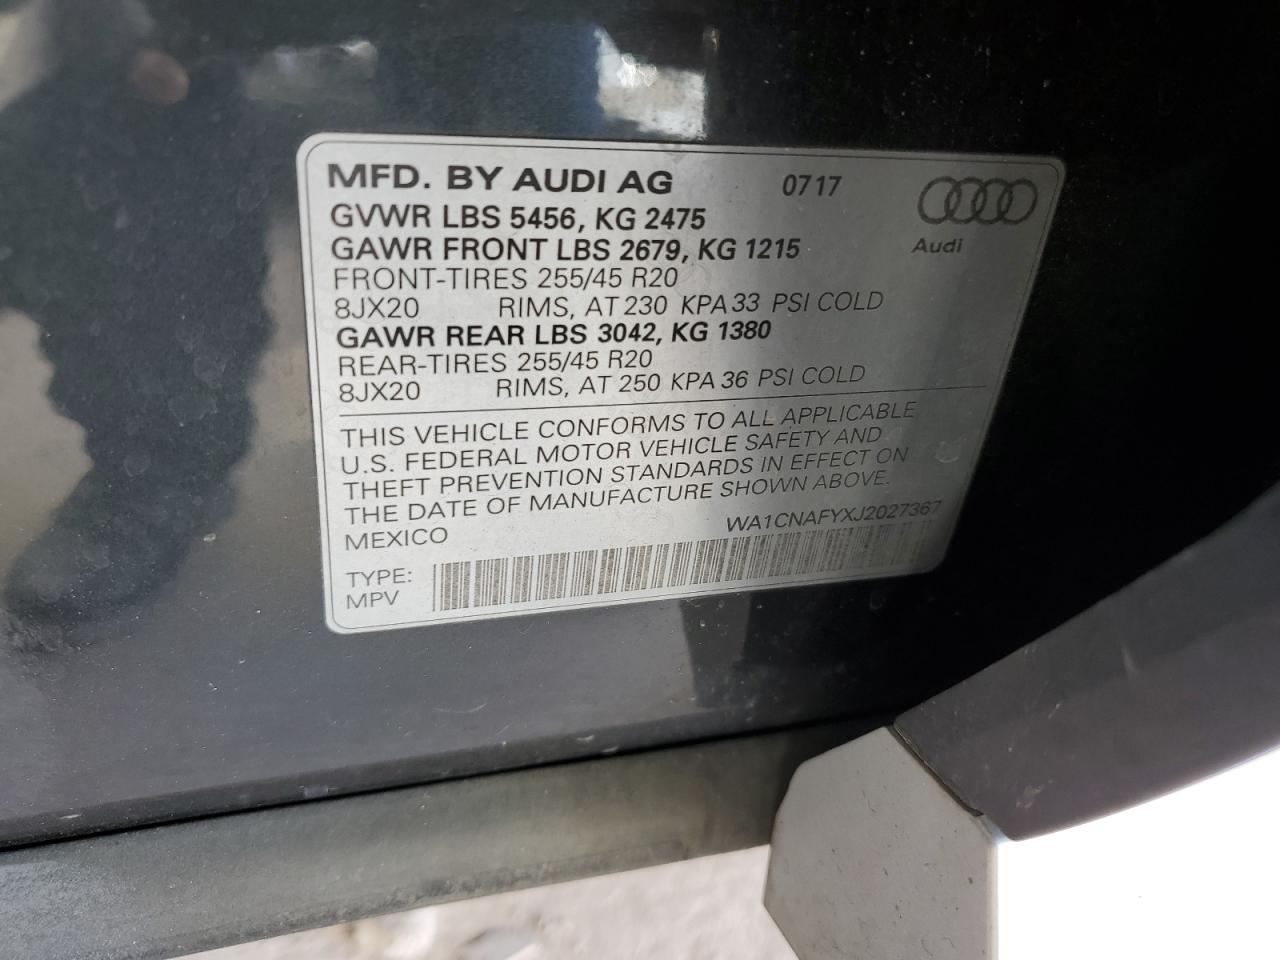 MFD. BY AUDI AG 0717
GVWR LBS 5456, KG 2475
GAWR FRONT LBS 2679, KG 1215
Audi
FRONT-TIRES 255/45 R20
8JX20 RIMS, AT 230 KPA 33 PSI COLD
GAWR REAR LBS 3042, KG 1380
REAR-TIRES 255/45 R20
8JX20 RIMS, AT 250 KPA 36 PSI COLD
THIS VEHICLE CONFORMS TO ALL APPLICABLE
U.S. FEDERAL MOTOR VEHICLE SAFETY AND
THEFT PREVENTION STANDARDS IN EFFECT ON
THE DATE OF MANUFACTURE SHOWN ABOVE.
MEXICO WA1CNAFYXJ2027367
TYPE:
MPV